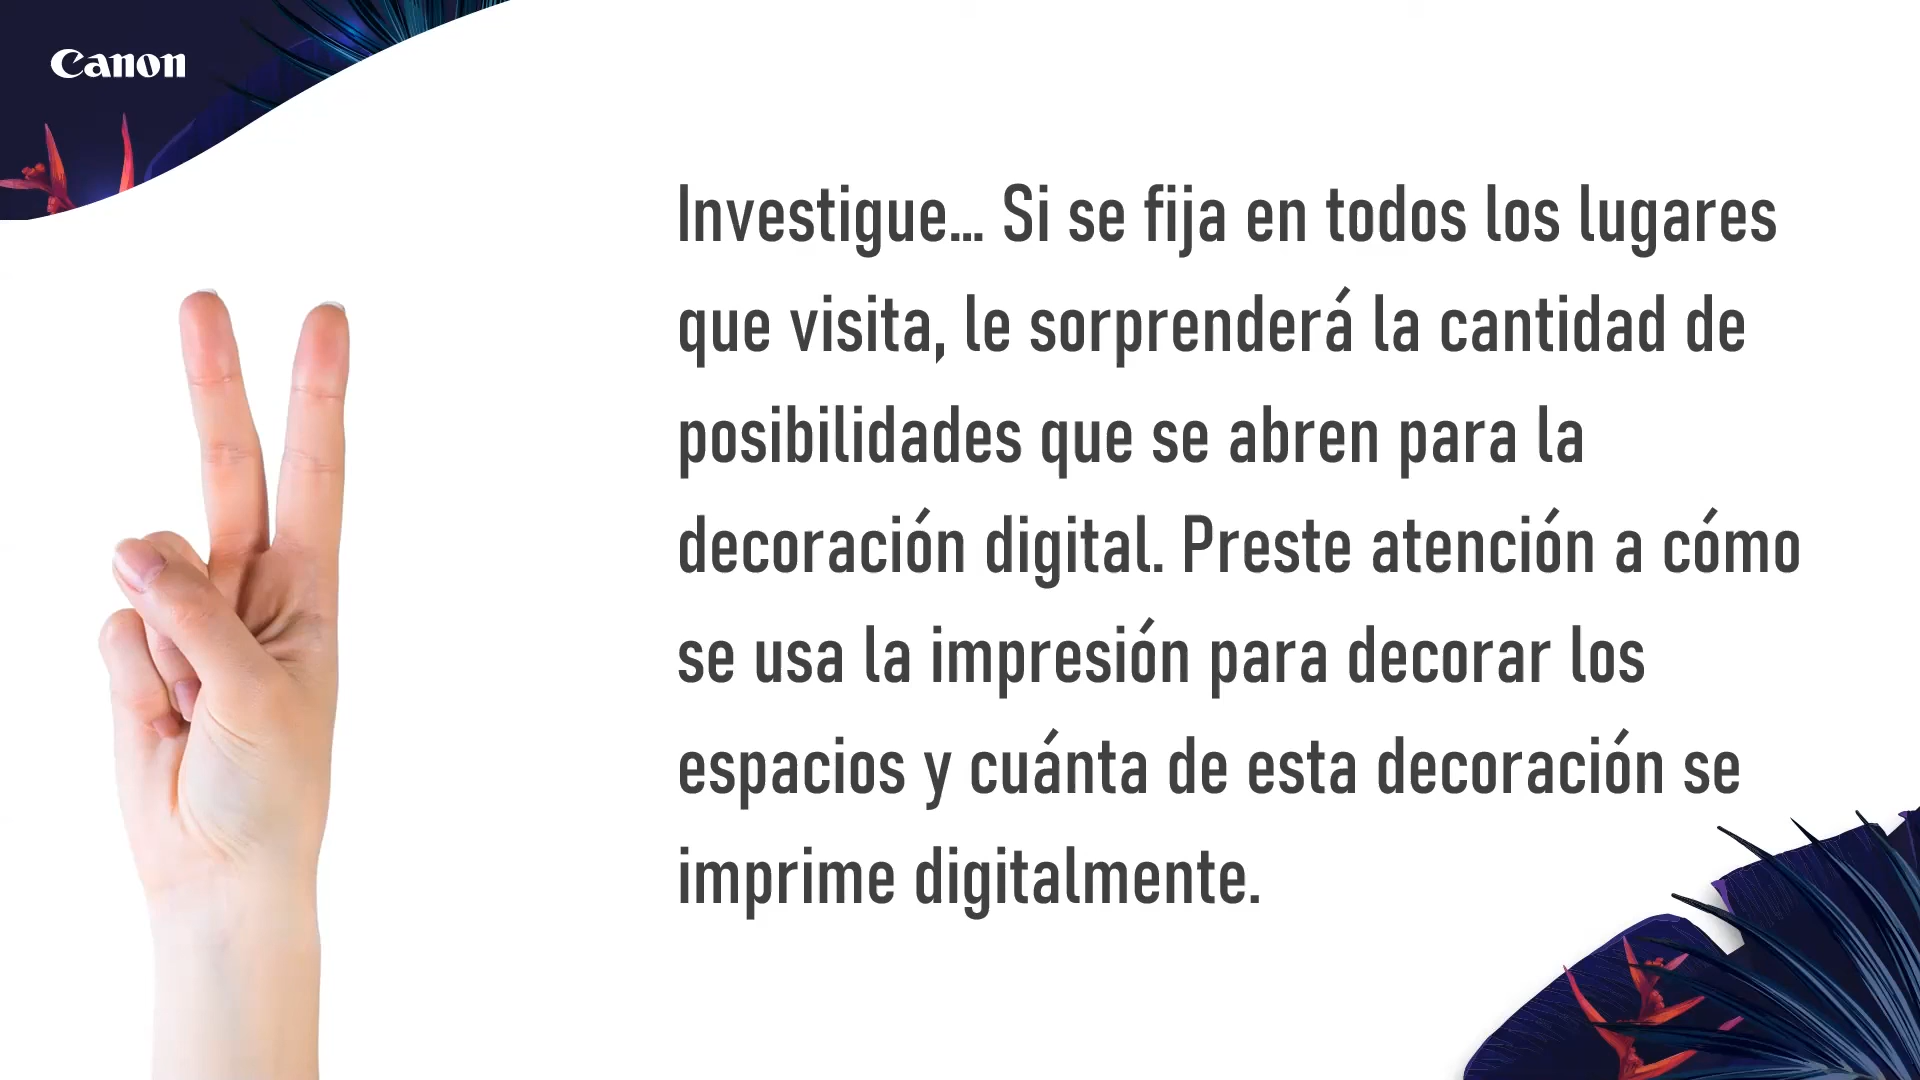 Canon
Investigue... Si se fija en todos los lugares
que visita, le sorprenderá la cantidad de
posibilidades que se abren para la
decoración digital. Preste atención a cómo
se usa la impresión para decorar los
espacios y cuánta de esta decoración se
imprime digitalmente.